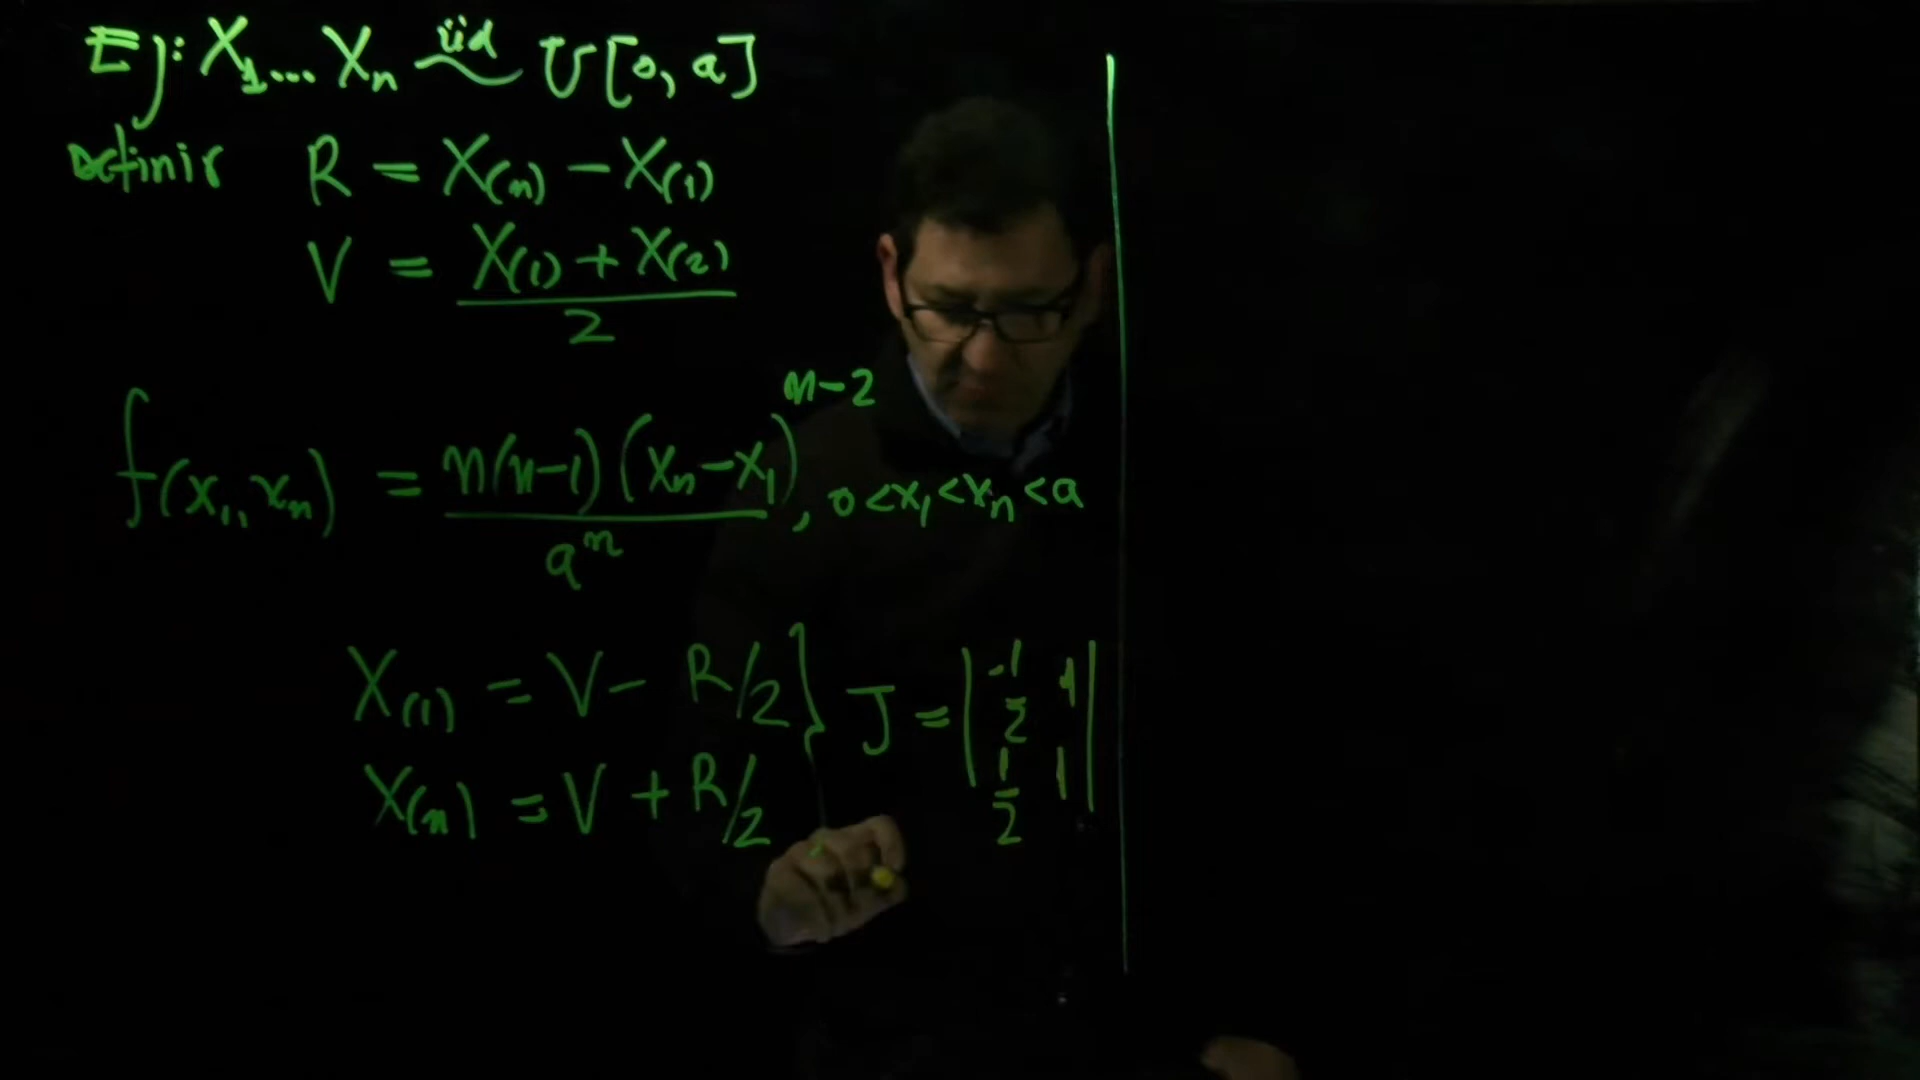 Ej: X1... Xn iid ~ U[0, a]
Definir R = X(n) - X(1)
V = X(1) + X(2) / 2
f(x1, xn) = n(n-1) (xn - x1)^n-2 / a^n , 0 < x1 < xn < a
X(1) = V - R/2 } J = | -1/2 1 |
X(n) = V + R/2 | 1/2 1 |